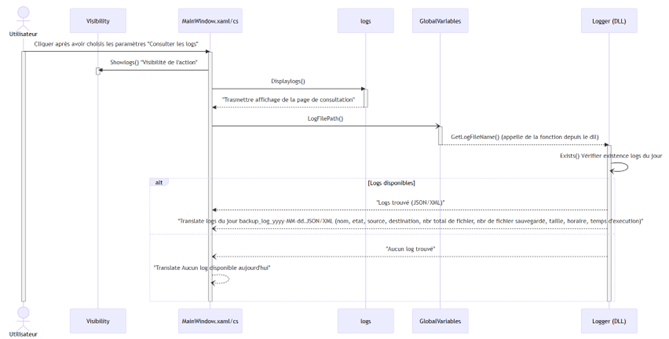 Utilisateur
Visibility
MainWindow.xaml/cs
logs
GlobalVariables
Logger (DLL)
Cliquer après avoir choisis les paramètres "Consulter les logs"
Showlogs() "Visibilité de l'action"
Displaylogs()
"Trasmettre affichage de la page de consultation"
LogFilePath()
GetLogFileName() (appelle de la fonction depuis le dll)
Exists() Vérifier existence logs du jour
alt
[Logs disponibles]
"Logs trouvé (JSON/XML)"
"Translate logs du jour backup_log_yyyy-MM-dd.JSON/XML (nom, etat, source, destination, nbr total de fichier, nbr de fichier sauvegardé, taille, horaire, temps d'execution)"
"Aucun log trouvé"
"Translate Aucun log disponible aujourd'hui"
Utilisateur
Visibility
MainWindow.xaml/cs
logs
GlobalVariables
Logger (DLL)